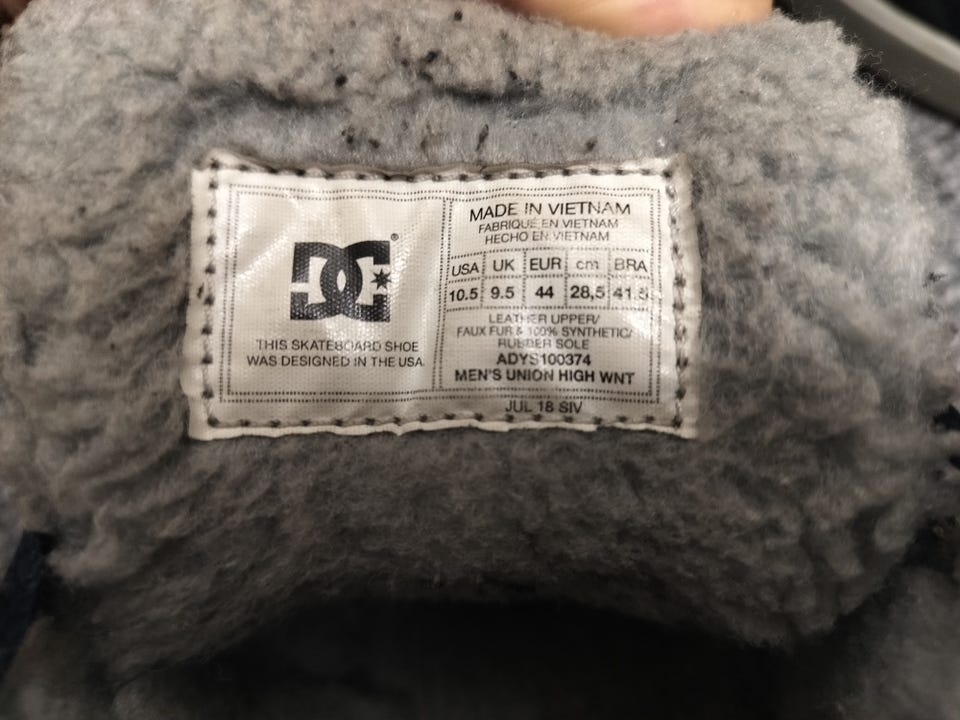 DC®
THIS SKATEBOARD SHOE
WAS DESIGNED IN THE USA
MADE IN VIETNAM
FABRIQUE EN VIETNAM
HECHO EN VIETNAM
USA UK EUR cm BRA
10.5 9.5 44 28,5 41.5
LEATHER UPPER/
FAUX FUR & 100% SYNTHETIC/
RUBBER SOLE
ADYS100374
MEN'S UNION HIGH WNT
JUL 18 SIV